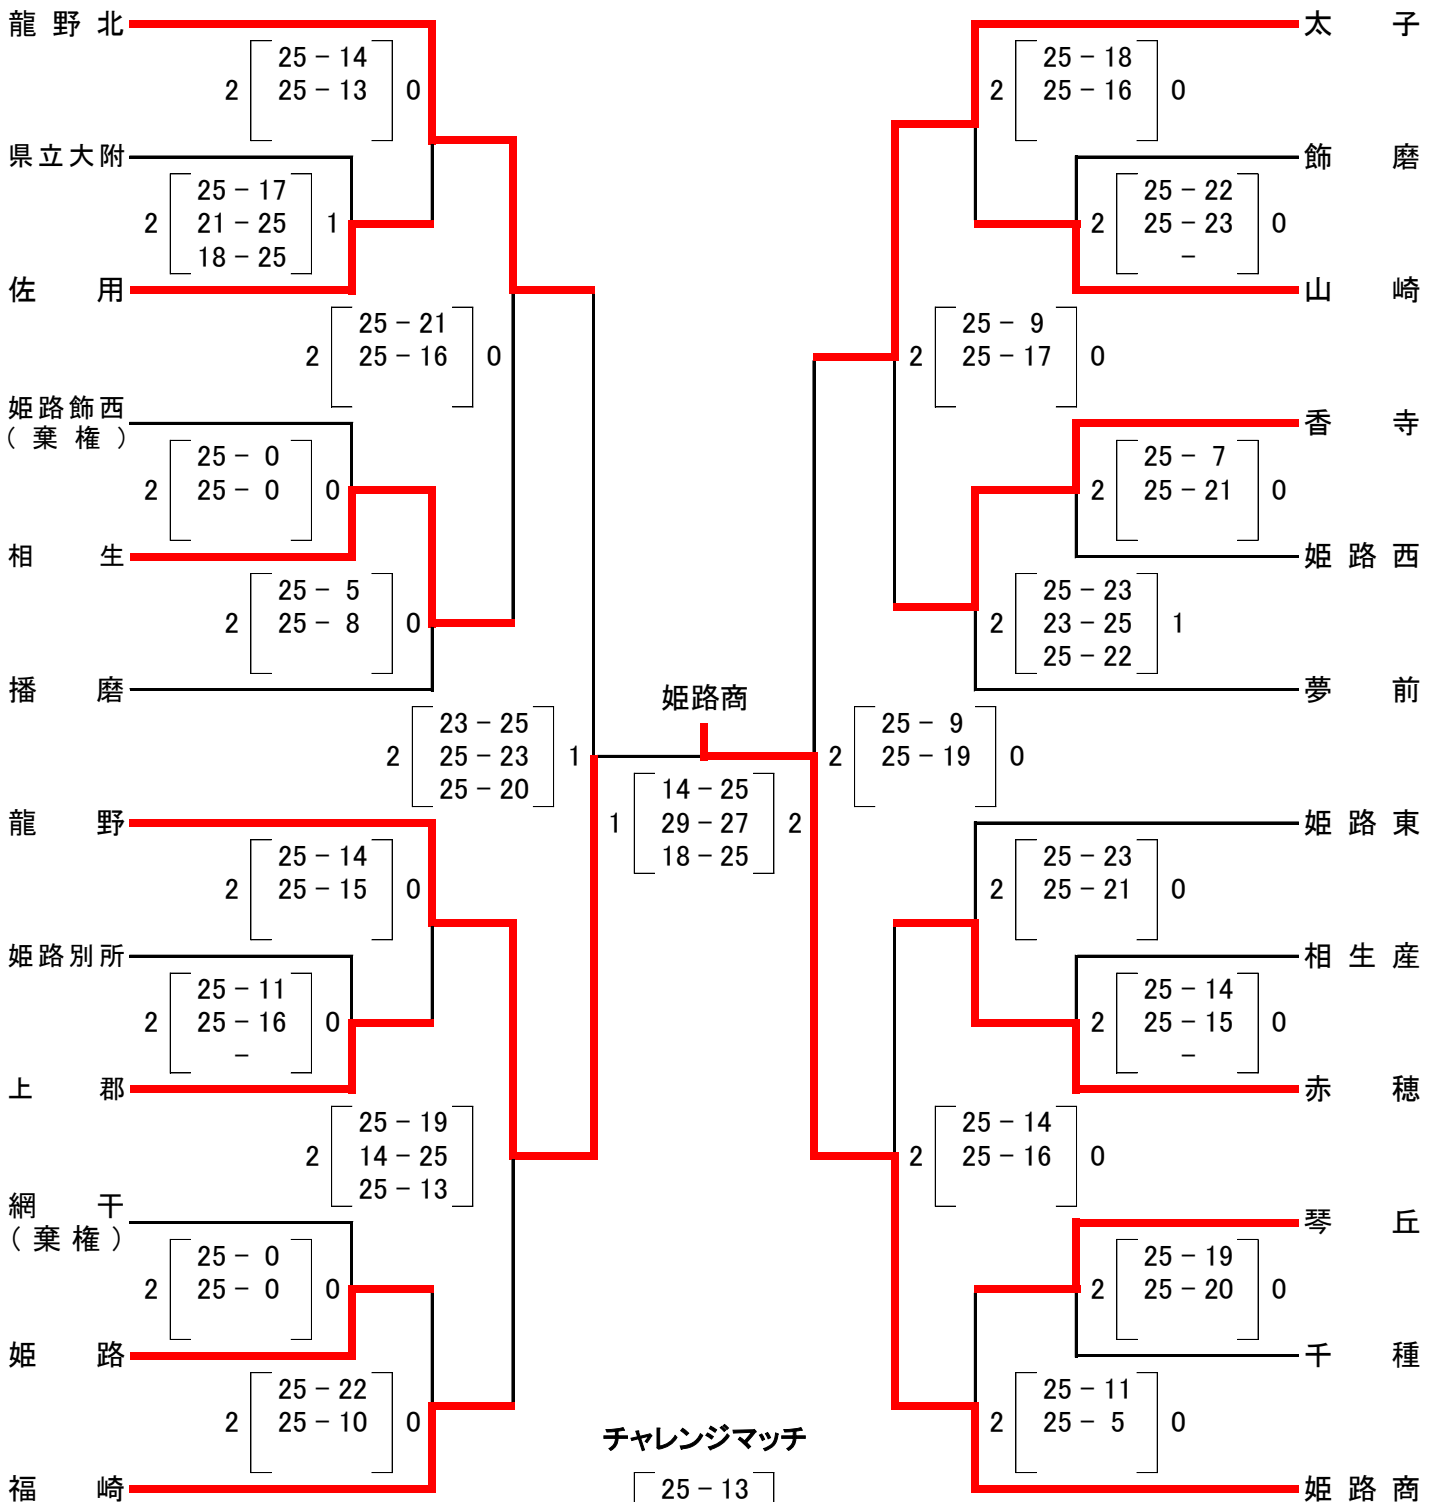 龍野北
25－14
2 25－13 0
県立大附
25－17
2 21－25 1
18－25
佐用
25－21
2 25－16 0
姫路飾西
（棄権）
25－0
2 25－0 0
相生
25－5
2 25－8 0
播磨
23－25
2 25－23 1
25－20
龍野
25－14
2 25－15 0
姫路別所
25－11
2 25－16 0
－
上郡
25－19
2 14－25
25－13
網干
（棄権）
25－0
2 25－0 0
姫路
25－22
2 25－10 0
福崎
姫路商
14－25
1 29－27 2
18－25
チャレンジマッチ
25－13
太子
25－18
2 25－16 0
飾磨
25－22
2 25－23 0
－
山崎
25－9
2 25－17 0
香寺
25－7
2 25－21 0
姫路西
25－23
2 23－25 1
25－22
夢前
25－9
2 25－19 0
姫路東
25－23
2 25－21 0
相生産
25－14
2 25－15 0
－
赤穂
25－14
2 25－16 0
琴丘
25－19
2 25－20 0
千種
25－11
2 25－5 0
姫路商